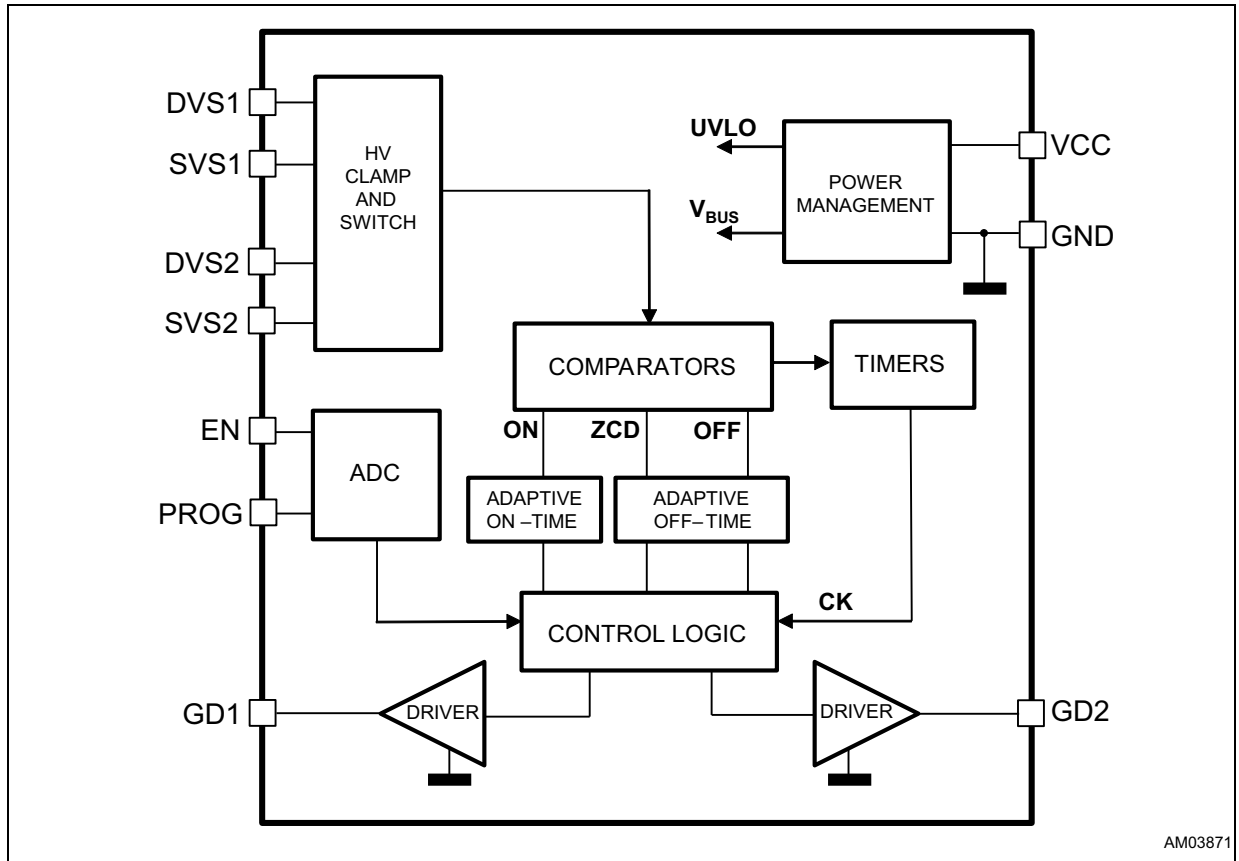 DVS1
SVS1
DVS2
SVS2
HV
CLAMP
AND
SWITCH
UVLO
V_BUS
POWER
MANAGEMENT
VCC
GND
COMPARATORS
TIMERS
EN
PROG
ADC
ON
ZCD
OFF
ADAPTIVE
ON –TIME
ADAPTIVE
OFF– TIME
CONTROL LOGIC
CK
GD1
DRIVER
DRIVER
GD2
AM03871